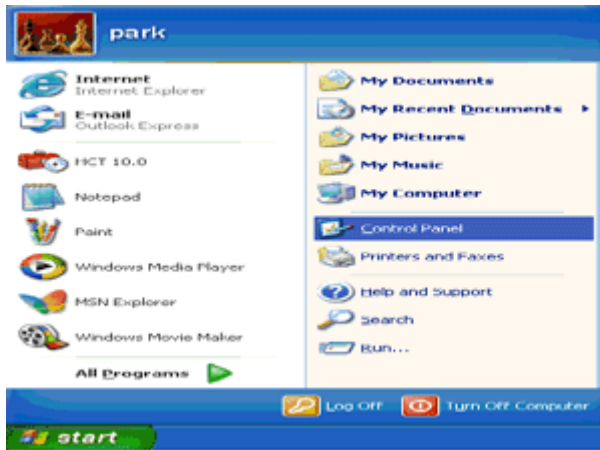 park
Internet
Internet Explorer
E-mail
Outlook Express
HCT 10.0
Notepad
Paint
Windows Media Player
MSN Explorer
Windows Movie Maker
All Programs
My Documents
My Recent Documents
My Pictures
My Music
My Computer
Control Panel
Printers and Faxes
Help and Support
Search
Run...
Log Off
Turn Off Computer
start